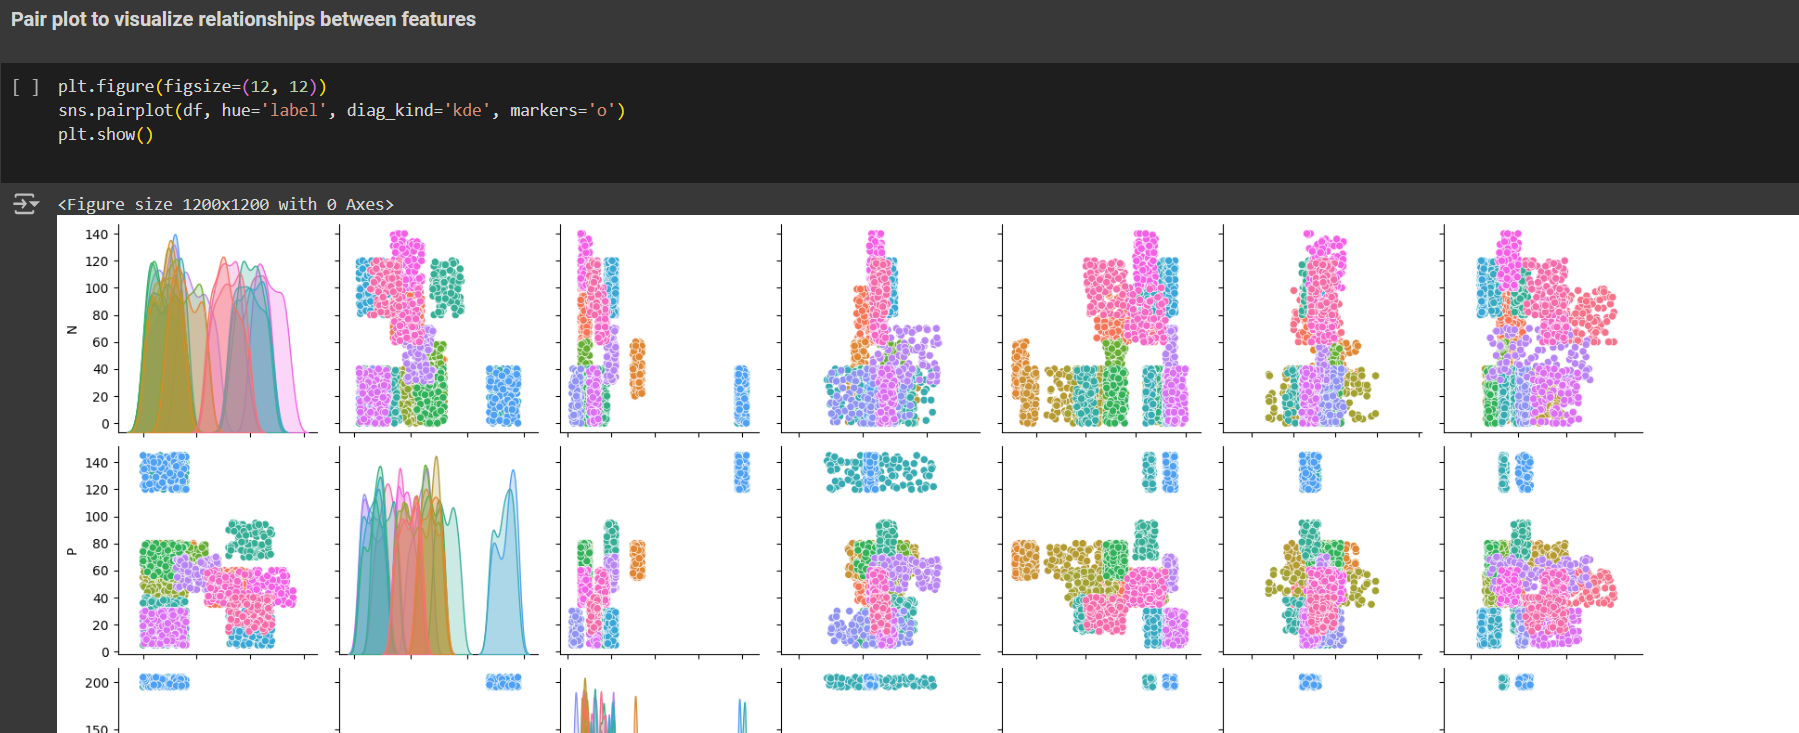 Pair plot to visualize relationships between features
[ ] plt.figure(figsize=(12, 12))
sns.pairplot(df, hue='label', diag_kind='kde', markers='o')
plt.show()
<Figure size 1200x1200 with 0 Axes>
140
120
100
80
60
40
20
0
N
140
120
100
80
60
40
20
0
P
200
150